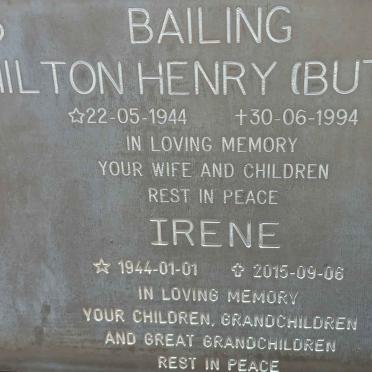 BAILING
ILTON HENRY (BUT
☆22-05-1944 ✝30-06-1994
IN LOVING MEMORY
YOUR WIFE AND CHILDREN
REST IN PEACE
IRENE
☆ 1944-01-01 ✞ 2015-09-06
IN LOVING MEMORY
YOUR CHILDREN, GRANDCHILDREN
AND GREAT GRANDCHILDREN
REST IN PEACE